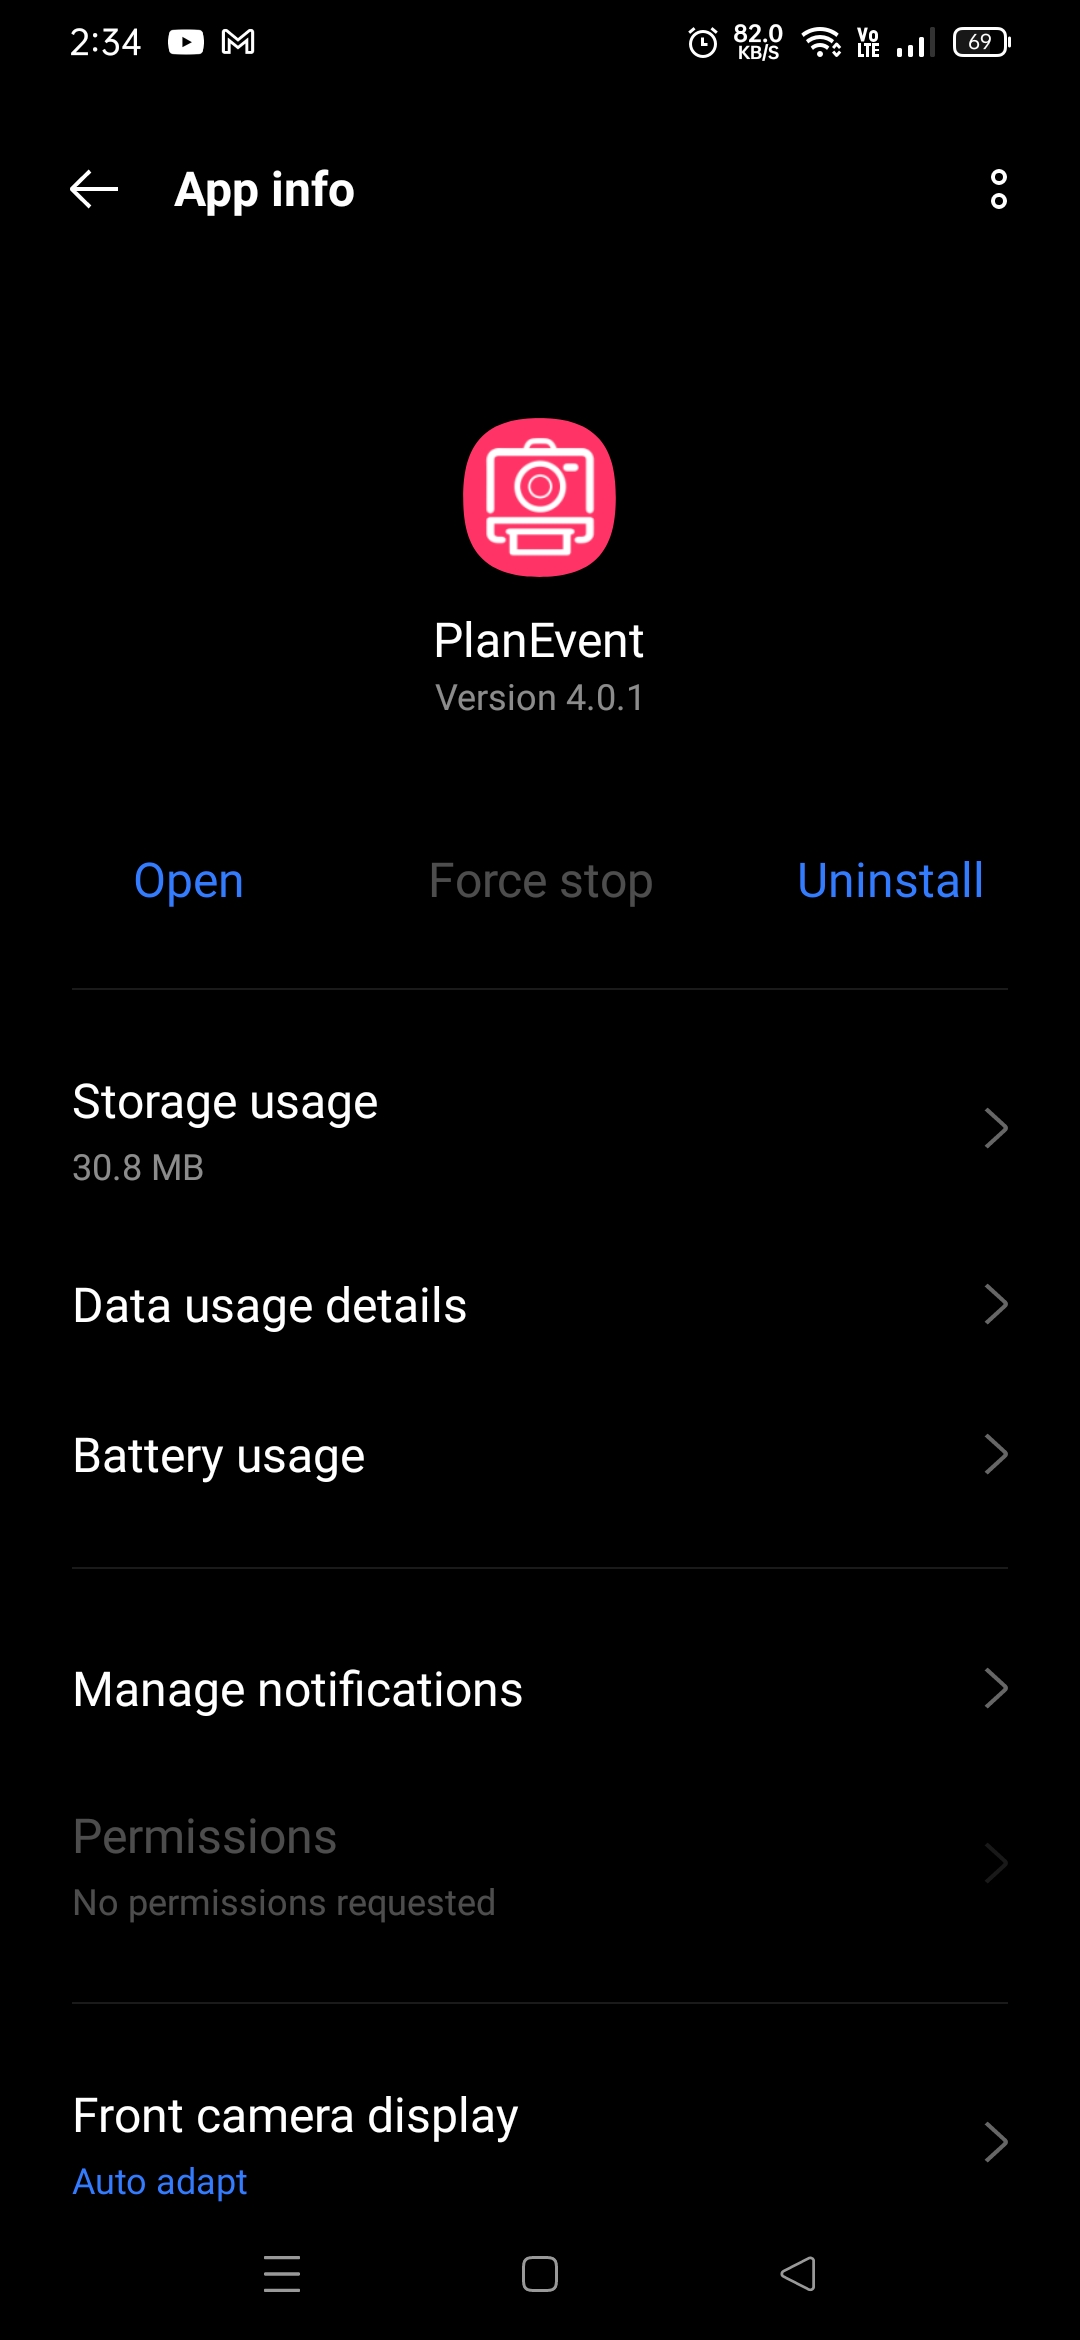 2:34
82.0
KB/S
Vo
LTE
69
App info
PlanEvent
Version 4.0.1
Open Force stop Uninstall
Storage usage
30.8 MB
Data usage details
Battery usage
Manage notifications
Permissions
No permissions requested
Front camera display
Auto adapt